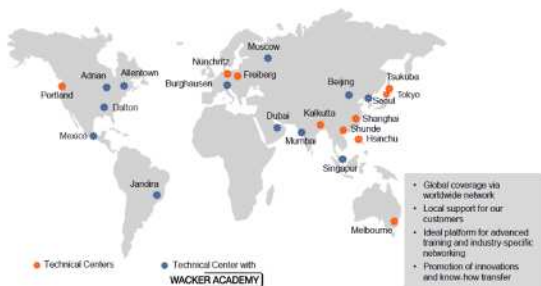 Moscow
Nünchritz
Freiberg
Burghausen
Adrian
Allentown
Portland
Dalton
Mexico
Jandira
Dubai
Mumbai
Kalkutta
Beijing
Seoul
Tsukuba
Tokyo
Shanghai
Shunde
Hsinchu
Singapur
Melbourne
• Global coverage via
worldwide network
• Local support for our
customers
• Ideal platform for advanced
training and industry-specific
networking
• Promotion of innovations
and know-how transfer
Technical Centers
Technical Center with
WACKER ACADEMY